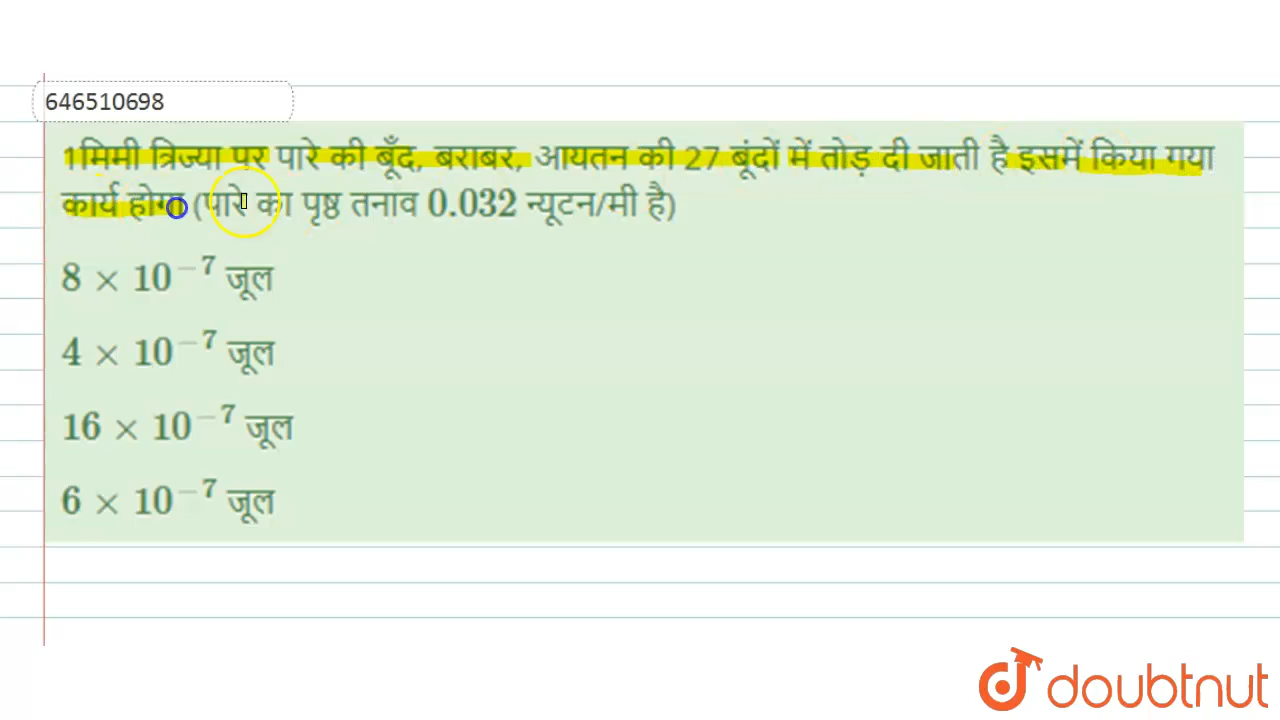 646510698
1मिमी त्रिज्या पर पारे की बूँद, बराबर, आयतन की 27 बूंदों में तोड़ दी जाती है इसमें किया गया
कार्य होगा (पारे का पृष्ठ तनाव 0.032 न्यूटन/मी है)
8 × 10⁻⁷ जूल
4 × 10⁻⁷ जूल
16 × 10⁻⁷ जूल
6 × 10⁻⁷ जूल
doubtnut